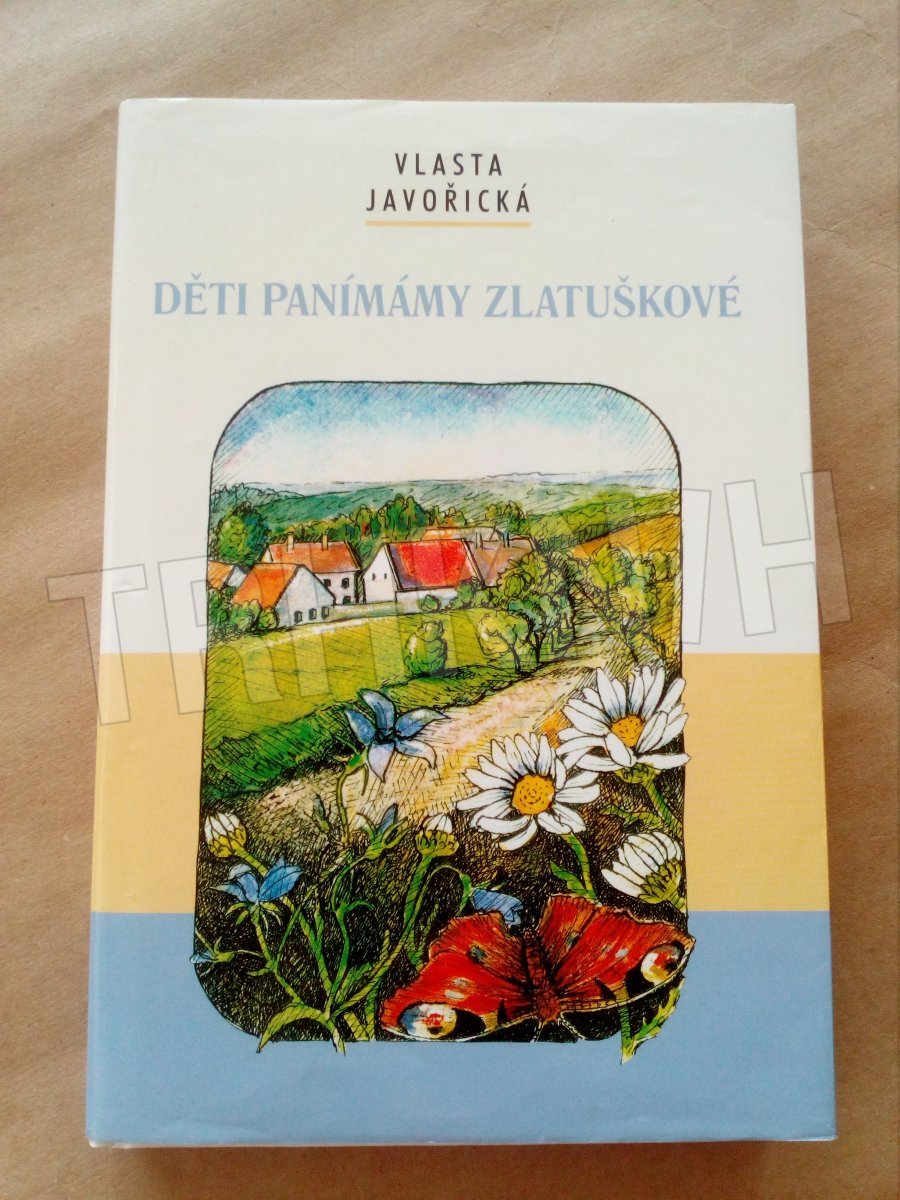 VLASTA
JAVOŘICKÁ
DĚTI PANÍMÁMY ZLATUŠKOVÉ